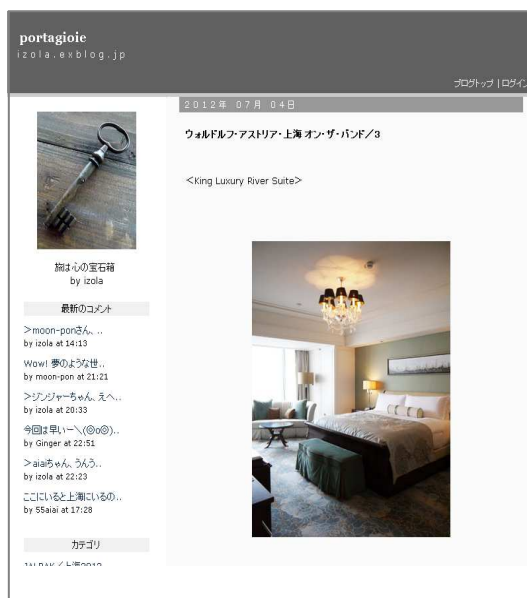 portagioie
izola.exblog.jp
ブログトップ | ログイン
2012年 07月 04日
ウォルドルフ・アストリア・上海 オン・ザ・バンド／3
<King Luxury River Suite>
旅は心の宝石箱
by izola
最新のコメント
>moon-ponさん、..
by izola at 14:13
Wow! 夢のような世..
by moon-pon at 21:21
>ジンジャーちゃん、えへ..
by izola at 20:33
今回は早いー＼(◎o◎)..
by Ginger at 22:51
>aiaiちゃん、うんう..
by izola at 22:23
ここにいると上海にいるの..
by 55aiai at 17:28
カテゴリ